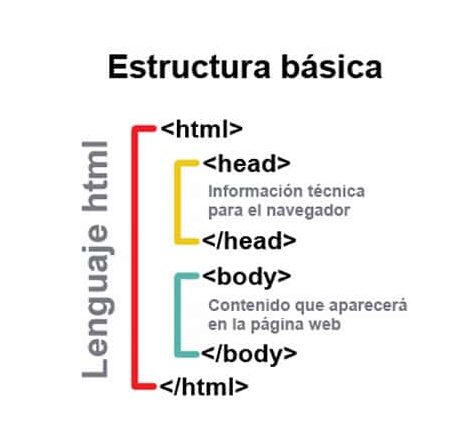 Estructura básica
Lenguaje html
<html>
<head>
Información técnica
para el navegador
</head>
<body>
Contenido que aparecerá
en la página web
</body>
</html>